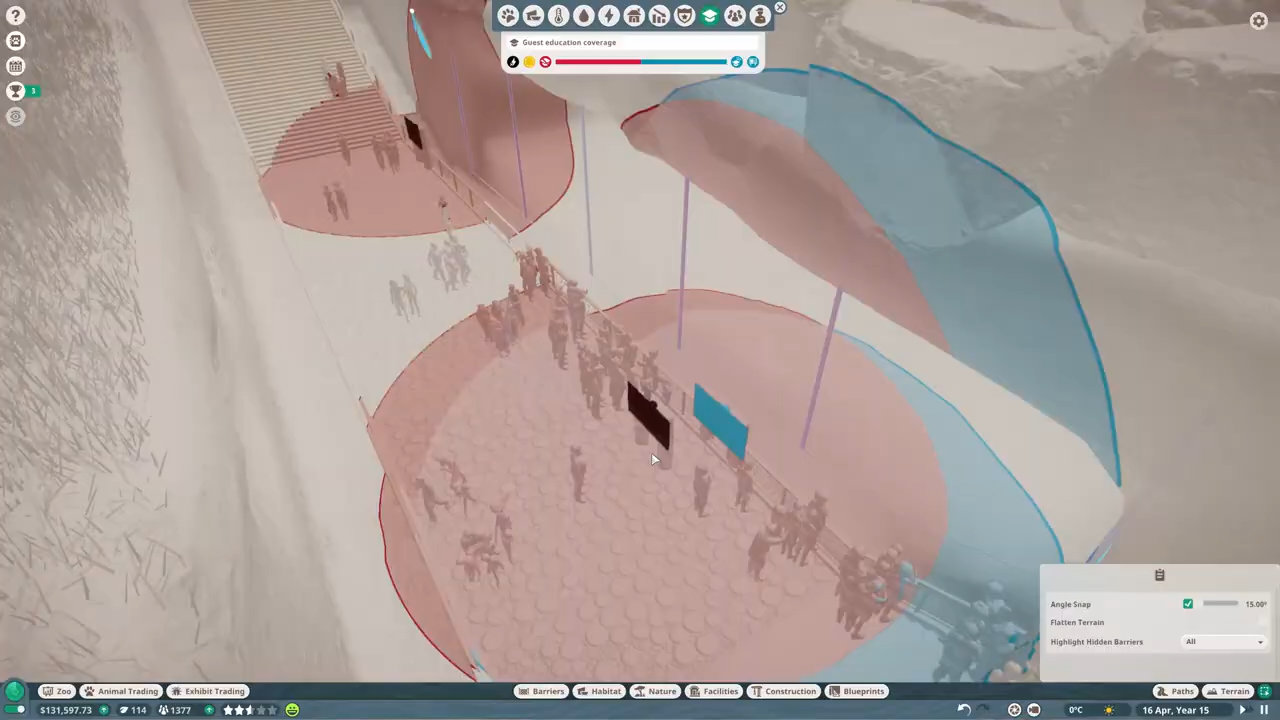 ?
Guest education coverage
3
Angle Snap 15.00°
Flatten Terrain
Highlight Hidden Barriers All
Zoo Animal Trading Exhibit Trading Barriers Habitat Nature Facilities Construction Blueprints Paths Terrain
$131,597.73 114 1377 0°C 16 Apr, Year 15